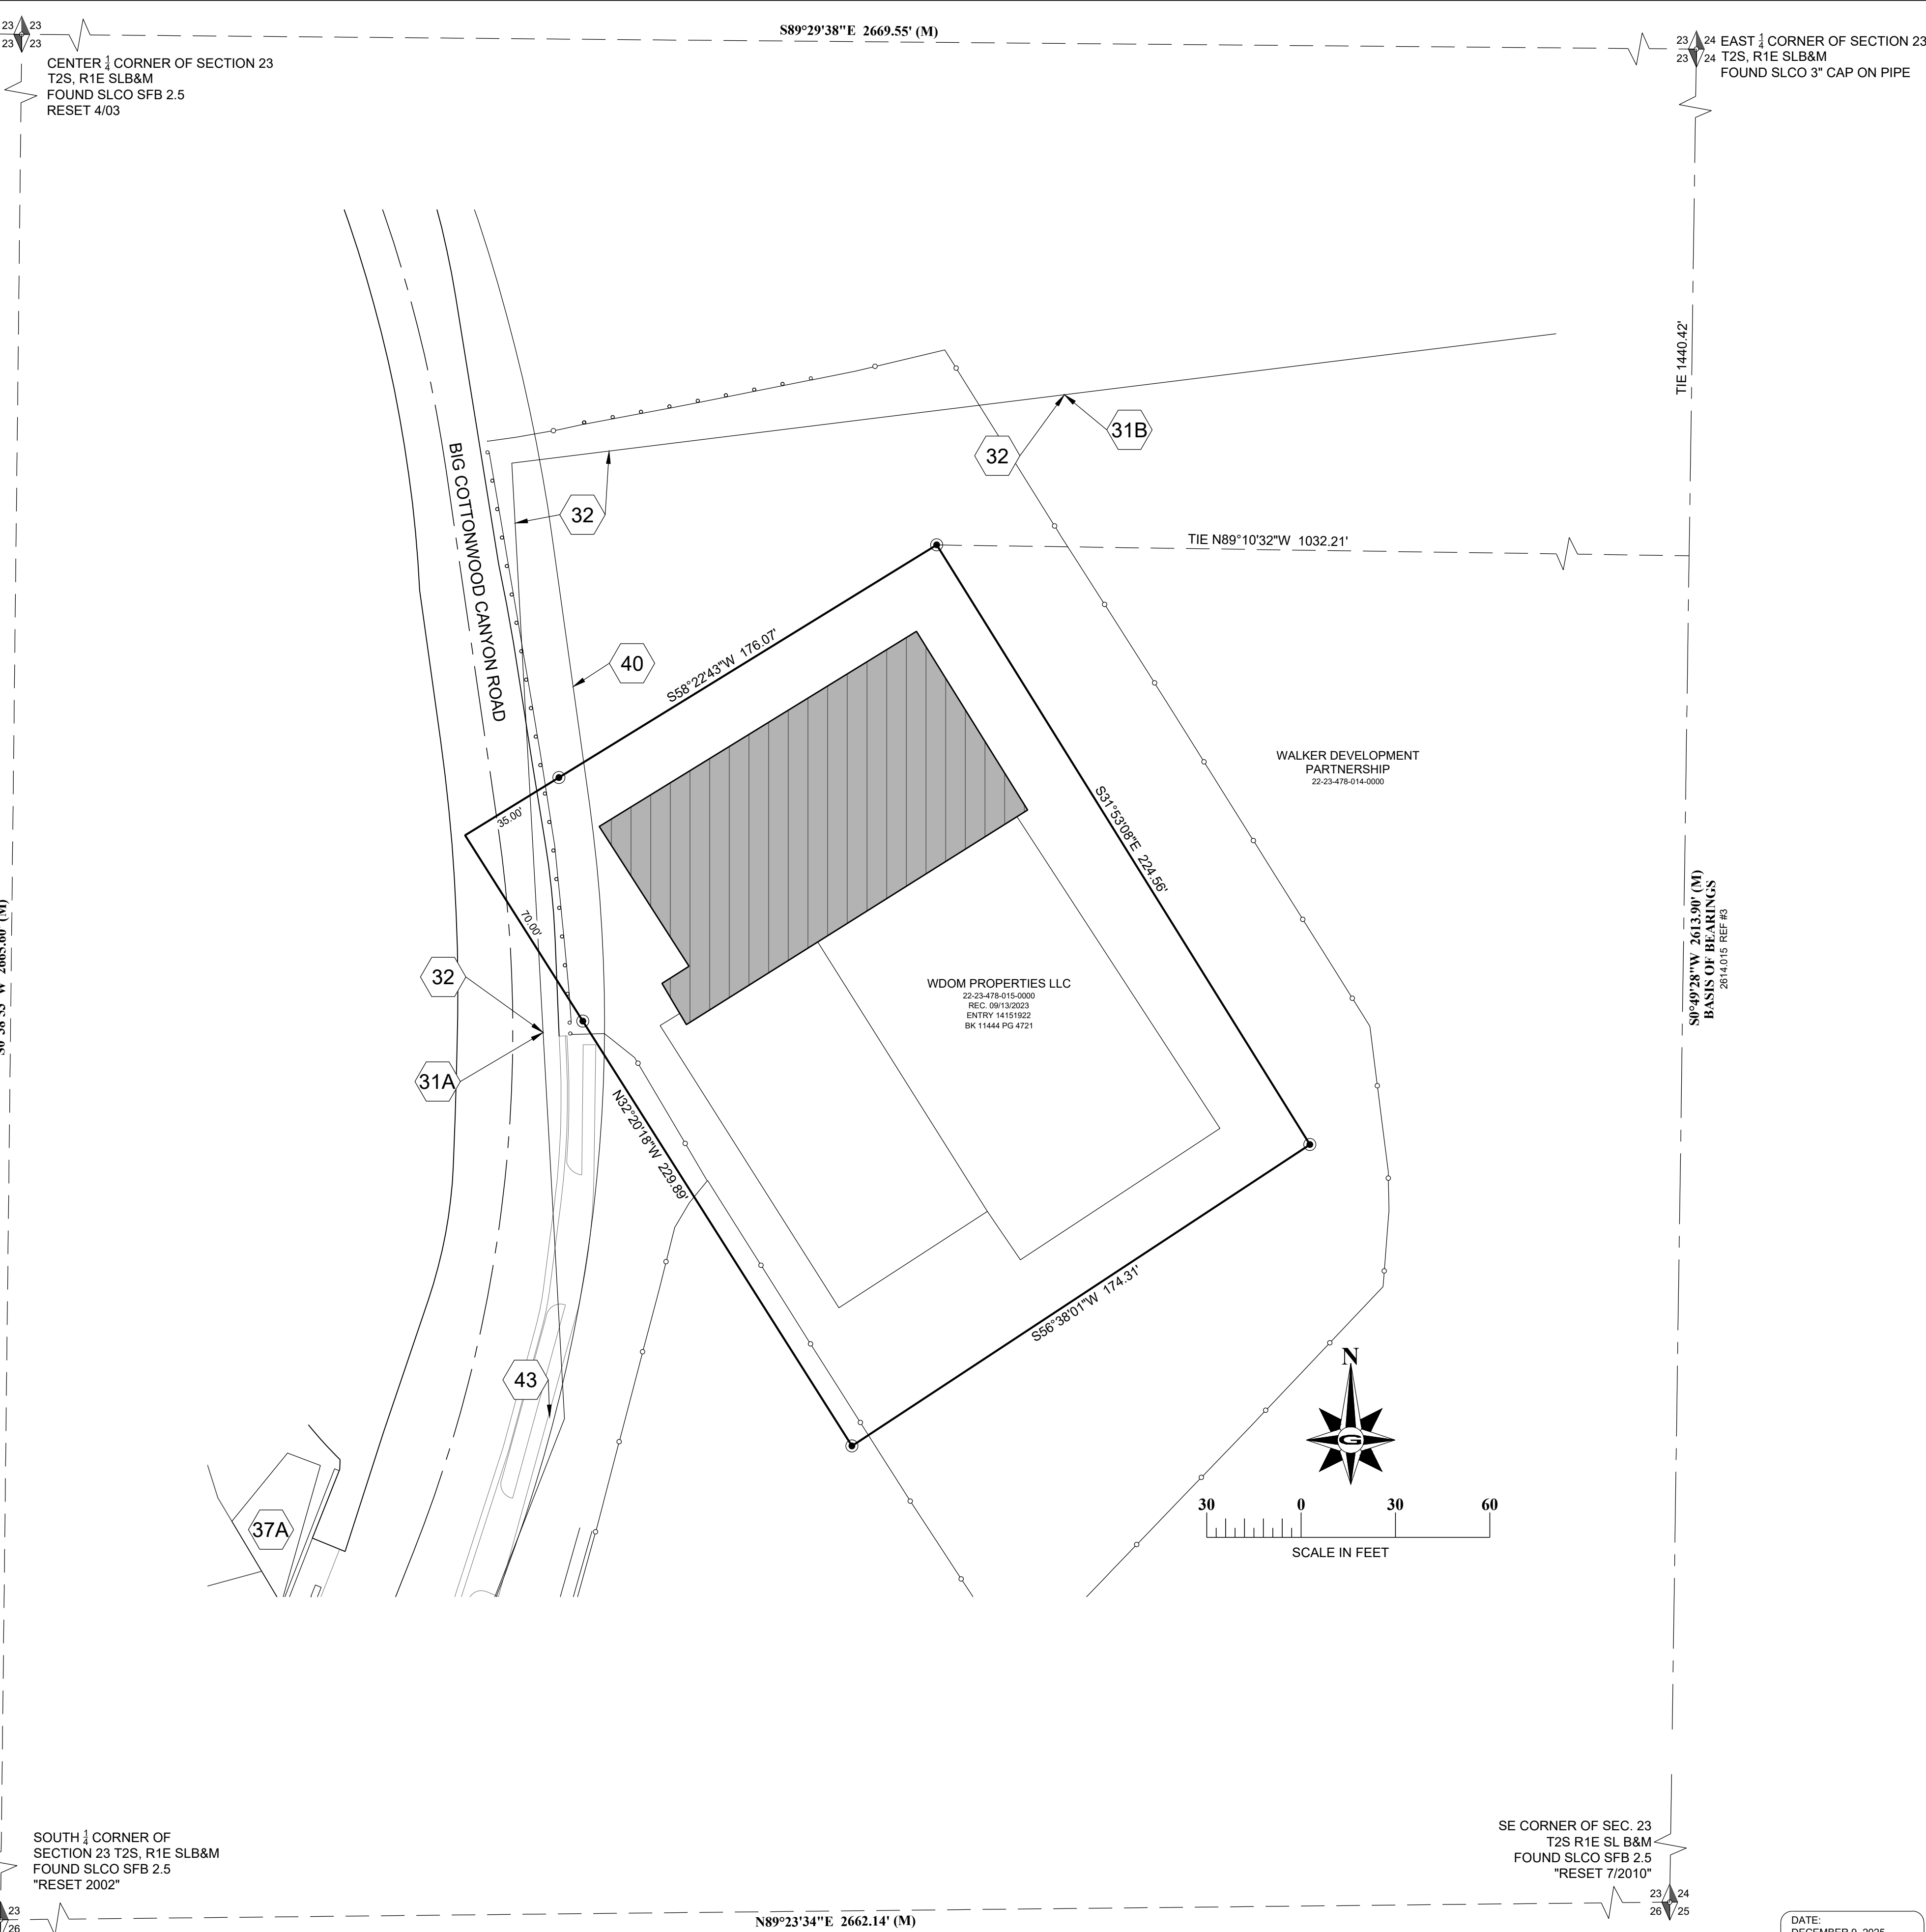 S89°29'38"E 2669.55' (M)
23 23
23 23
CENTER 1/4 CORNER OF SECTION 23
T2S, R1E SLB&M
FOUND SLCO SFB 2.5
RESET 4/03
23 24
23 24
EAST 1/4 CORNER OF SECTION 23
T2S, R1E SLB&M
FOUND SLCO 3" CAP ON PIPE
TIE 1440.42'
31B
32
32
BIG COTTONWOOD CANYON ROAD
TIE N89°10'32"W 1032.21'
40
S58°22'43"W 176.07'
WALKER DEVELOPMENT
PARTNERSHIP
22-23-478-014-0000
35.00'
S31°53'08"E 224.56'
70.00'
S0°49'28"W 2613.90' (M)
BASIS OF BEARINGS
2614.015 REF #3
32
WDOM PROPERTIES LLC
22-23-478-015-0000
REC. 09/13/2023
ENTRY 14151922
BK 11444 PG 4721
31A
N32°20'18"W 229.89'
S56°38'01"W 174.31'
43
N
G
37A
30 0 30 60
SCALE IN FEET
SOUTH 1/4 CORNER OF
SECTION 23 T2S, R1E SLB&M
FOUND SLCO SFB 2.5
"RESET 2002"
SE CORNER OF SEC. 23
T2S R1E SL B&M
FOUND SLCO SFB 2.5
"RESET 7/2010"
23 24
26 25
23
26
N89°23'34"E 2662.14' (M)
DATE: